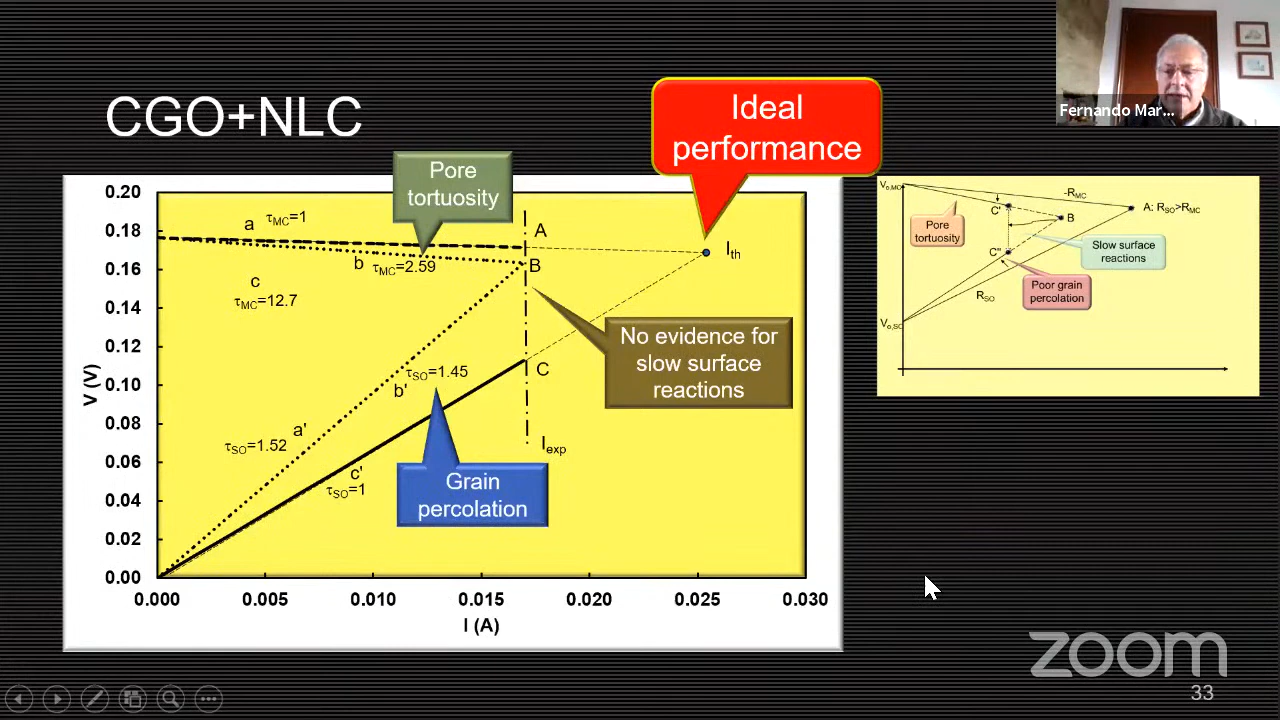 Fernando Mar...
CGO+NLC
Ideal
performance
Pore
tortuosity
0.20
0.18
0.16
0.14
0.12
0.10
0.08
0.06
0.04
0.02
0.00
V (V)
a
τMC=1
A
b
τMC=2.59
B
Ith
c
τMC=12.7
No evidence for
slow surface
reactions
τSO=1.45
b'
C
a'
τSO=1.52
Iexp
c'
τSO=1
Grain
percolation
0.000
0.005
0.010
0.015
0.020
0.025
0.030
I (A)
Vo,MC
-RMC
C'
B
A: RSO>RMC
Pore
tortuosity
C"
Slow surface
reactions
Poor grain
percolation
RSO
Vo,SO
zoom
33